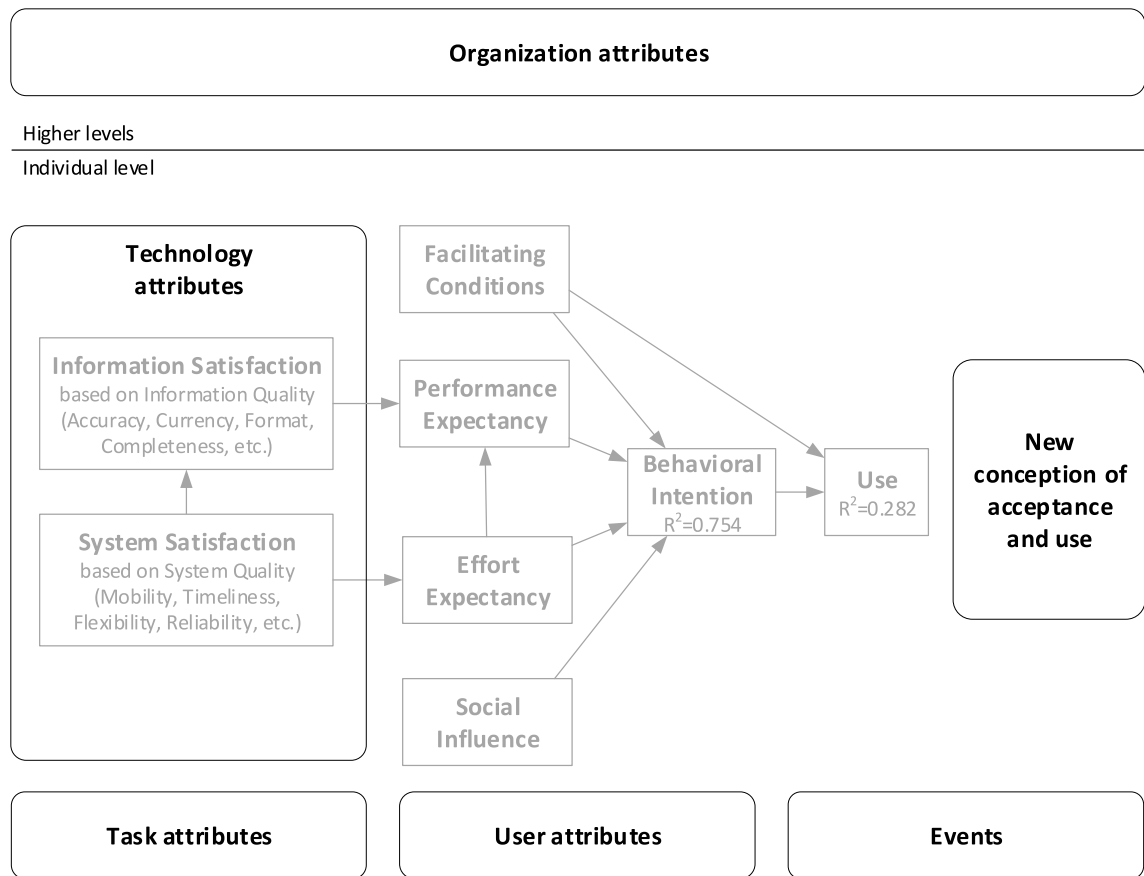 Organization attributes
Higher levels
Individual level
Technology
attributes
Information Satisfaction
based on Information Quality
(Accuracy, Currency, Format,
Completeness, etc.)
System Satisfaction
based on System Quality
(Mobility, Timeliness,
Flexibility, Reliability, etc.)
Facilitating
Conditions
Performance
Expectancy
Effort
Expectancy
Social
Influence
Behavioral
Intention
R²=0.754
Use
R²=0.282
New
conception of
acceptance
and use
Task attributes
User attributes
Events